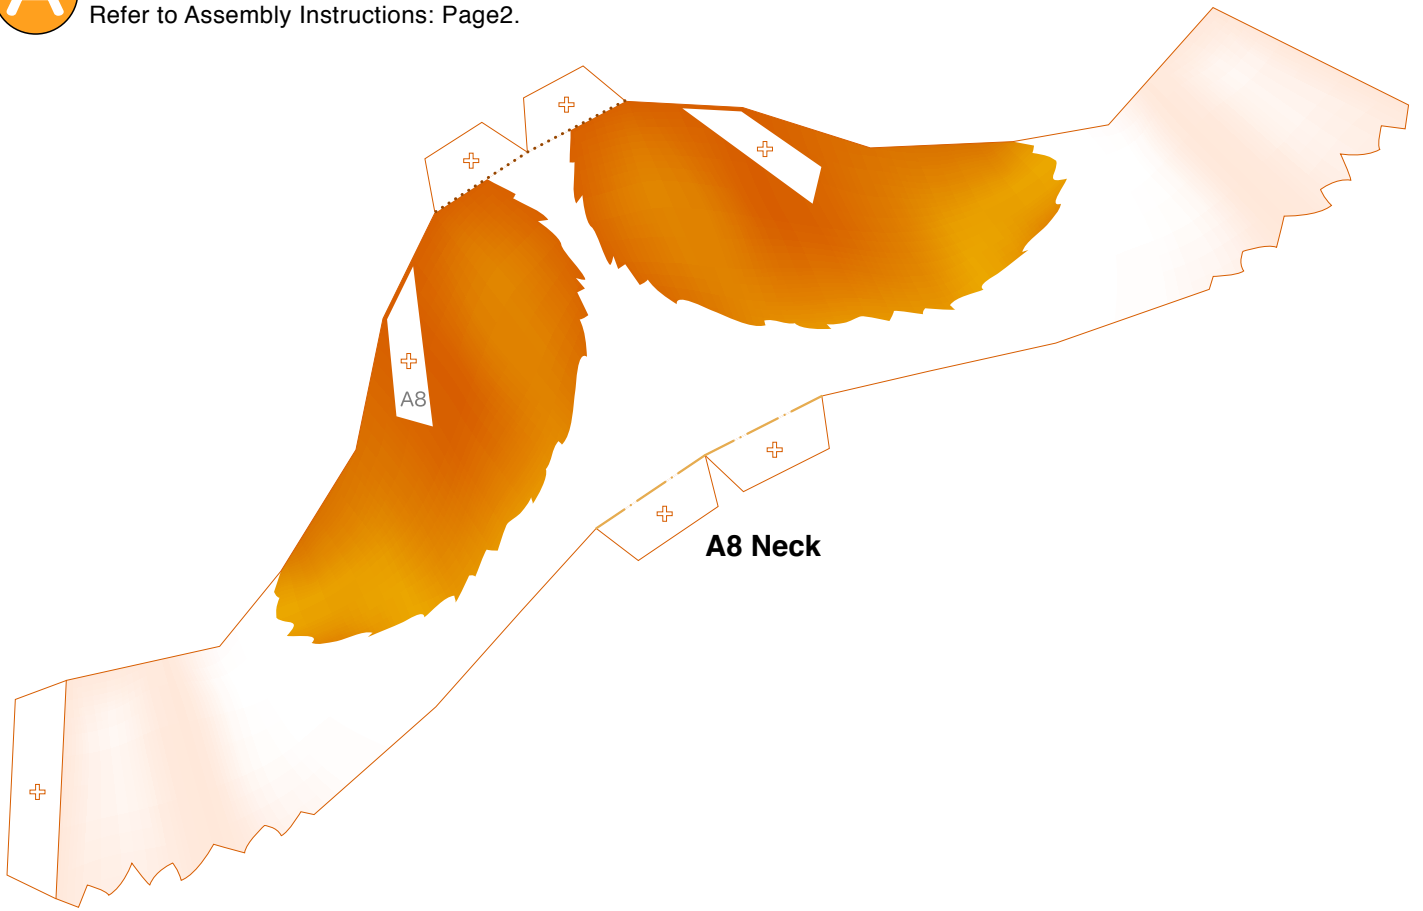 Refer to Assembly Instructions: Page2.
A8
A8 Neck